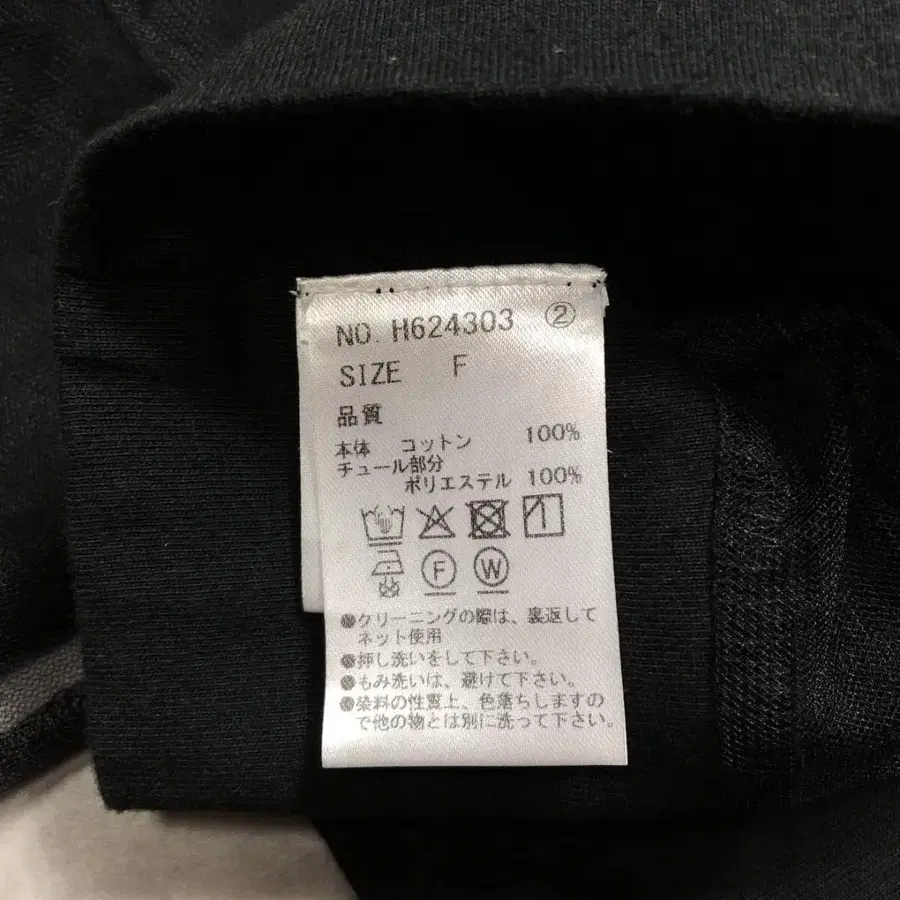 NO. H624303 ②
SIZE F
品質
本体 コットン 100%
チュール部分
ポリエステル 100%
F W
●クリーニングの際は、裏返して
ネット使用
●押し洗いをして下さい。
●もみ洗いは、避けて下さい。
●染料の性質上、色落ちしますの
で他の物とは別に洗って下さい。